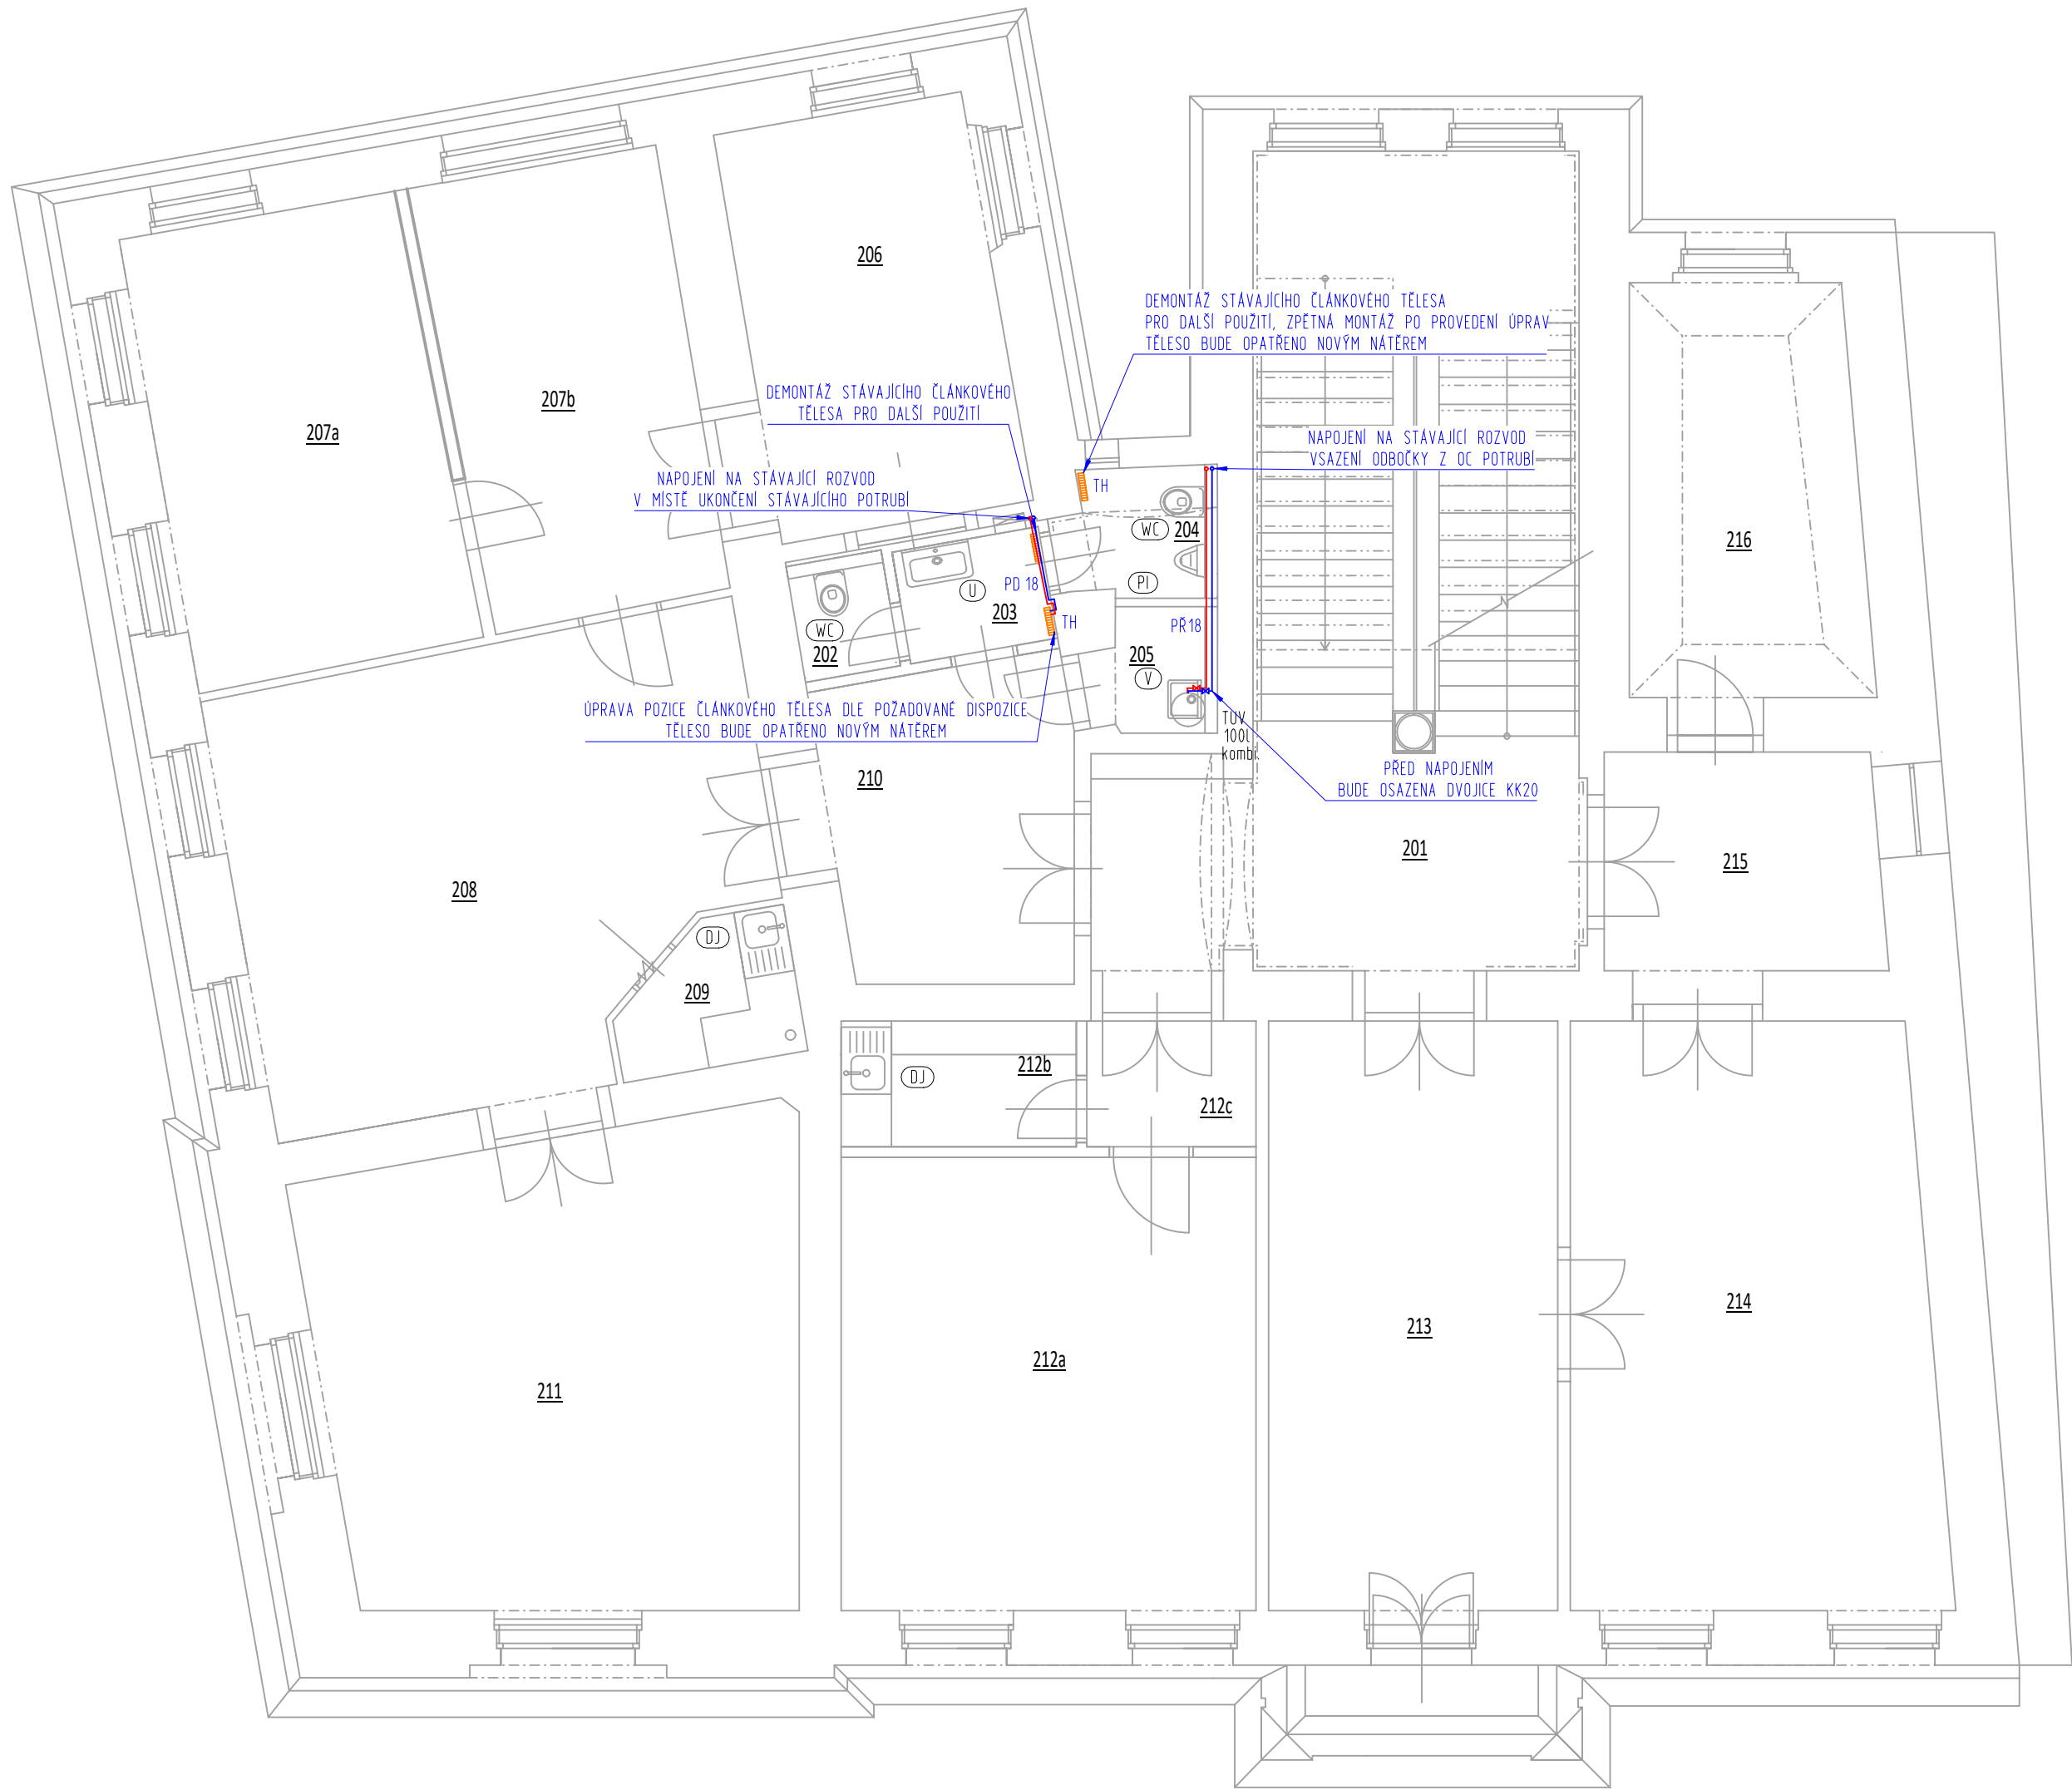 206
DEMONTÁŽ STÁVAJÍCÍHO ČLÁNKOVÉHO TĚLESA
PRO DALŠÍ POUŽITÍ, ZPĚTNÁ MONTÁŽ PO PROVEDENÍ ÚPRAV
TĚLESO BUDE OPATŘENO NOVÝM NÁTĚREM
DEMONTÁŽ STÁVAJÍCÍHO ČLÁNKOVÉHO
TĚLESA PRO DALŠÍ POUŽITÍ
207b
207a
NAPOJENÍ NA STÁVAJÍCÍ ROZVOD
VSAZENÍ ODBOČKY Z OC POTRUBÍ
NAPOJENÍ NA STÁVAJÍCÍ ROZVOD
V MÍSTĚ UKONČENÍ STÁVAJÍCÍHO POTRUBÍ
TH
WC
204
216
PD 18
PI
U
203
TH
PŘ18
WC
202
205
V
ÚPRAVA POZICE ČLÁNKOVÉHO TĚLESA DLE POŽADOVANÉ DISPOZICE
TĚLESO BUDE OPATŘENO NOVÝM NÁTĚREM
TUV
100l
kombi.
PŘED NAPOJENÍM
BUDE OSAZENA DVOJICE KK20
210
201
215
208
DJ
209
212b
DJ
212c
214
213
212a
211